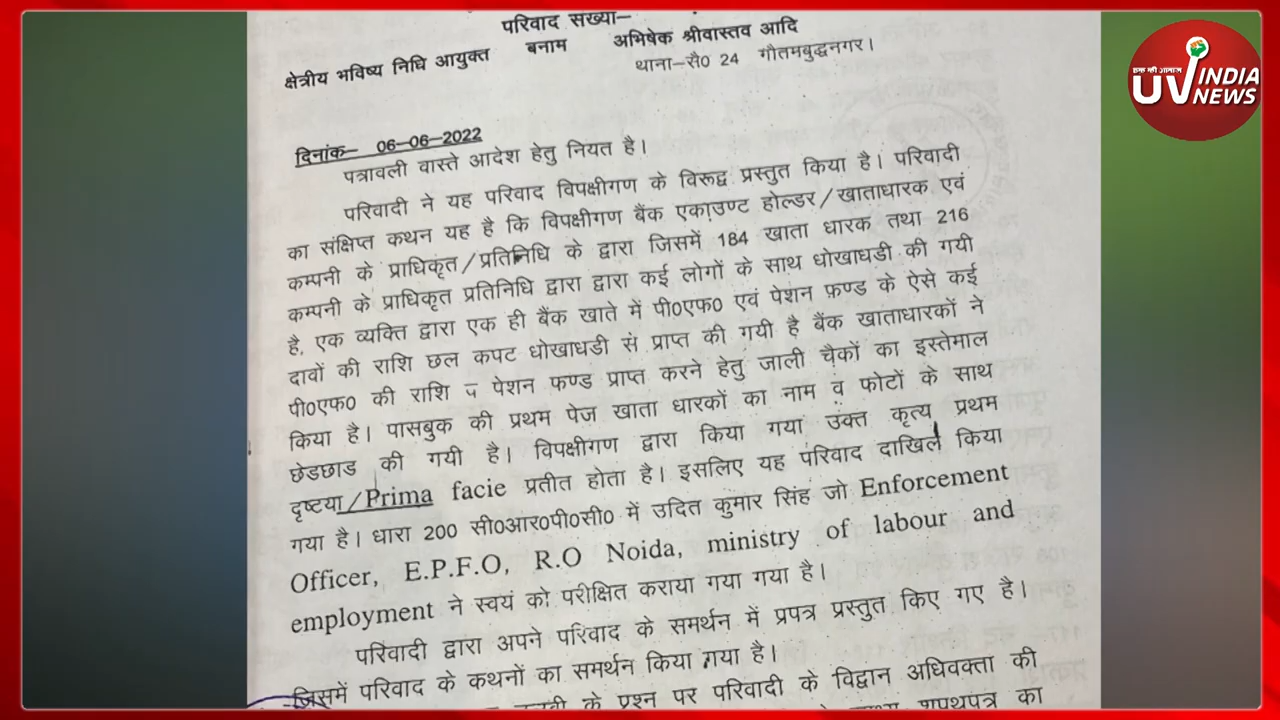 परिवाद संख्या–
क्षेत्रीय भविष्य निधि आयुक्त बनाम अभिषेक श्रीवास्तव आदि
थाना–सै0 24 गौतमबुद्धनगर।
हक की आवाज
UV INDIA NEWS
दिनांक– 06–06–2022
पत्रावली वास्ते आदेश हेतु नियत है।
परिवादी ने यह परिवाद विपक्षीगण के विरूद्व प्रस्तुत किया है। परिवादी
का संक्षिप्त कथन यह है कि विपक्षीगण बैंक एकाउण्ट होल्डर/खाताधारक एवं
कम्पनी के प्राधिकृत/प्रतिनिधि के द्वारा जिसमें 184 खाता धारक तथा 216
कम्पनी के प्राधिकृत प्रतिनिधि द्वारा द्वारा कई लोगों के साथ धोखाधडी की गयी
है, एक व्यक्ति द्वारा एक ही बैंक खाते में पी0एफ0 एवं पेशन फ़ण्ड के ऐसे कई
दावों की राशि छल कपट धोखाधडी सं प्राप्त की गयी है बैंक खाताधारकों ने
पी0एफ0 की राशि व पेशन फण्ड प्राप्त करने हेतु जाली चैकों का इस्तेमाल
किया है। पासबुक की प्रथम पेज खाता धारकों का नाम व फोटों के साथ
छेडछाड की गयी है। विपक्षीगण द्वारा किया गया उक्त कृत्य प्रथम
दृष्टया/Prima facie प्रतीत होता है। इसलिए यह परिवाद दाखिल किया
गया है। धारा 200 सी0आर0पी0सी0 में उदित कुमार सिंह जो Enforcement
Officer, E.P.F.O, R.O Noida, ministry of labour and
employment ने स्वयं को परीक्षित कराया गया गया है।
परिवादी द्वारा अपने परिवाद के समर्थन में प्रपत्र प्रस्तुत किए गए है।
जिसमें परिवाद के कथनों का समर्थन किया गया है।
के प्रश्न पर परिवादी के विद्वान अधिवक्ता की
शपथपत्र का